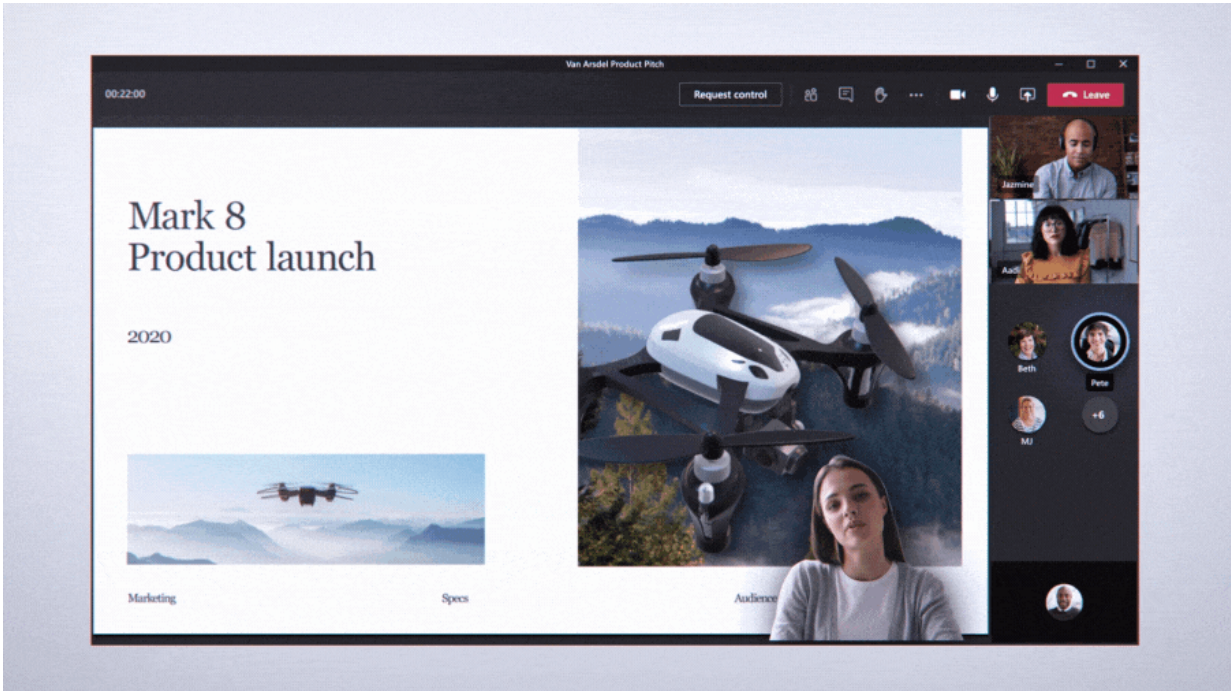 Van Arsdel Product Pitch
00:22:00
Request control
Leave
Mark 8
Product launch
2020
Marketing
Specs
Audience
Jazmine
Aadi
Beth
Pete
MJ
+6